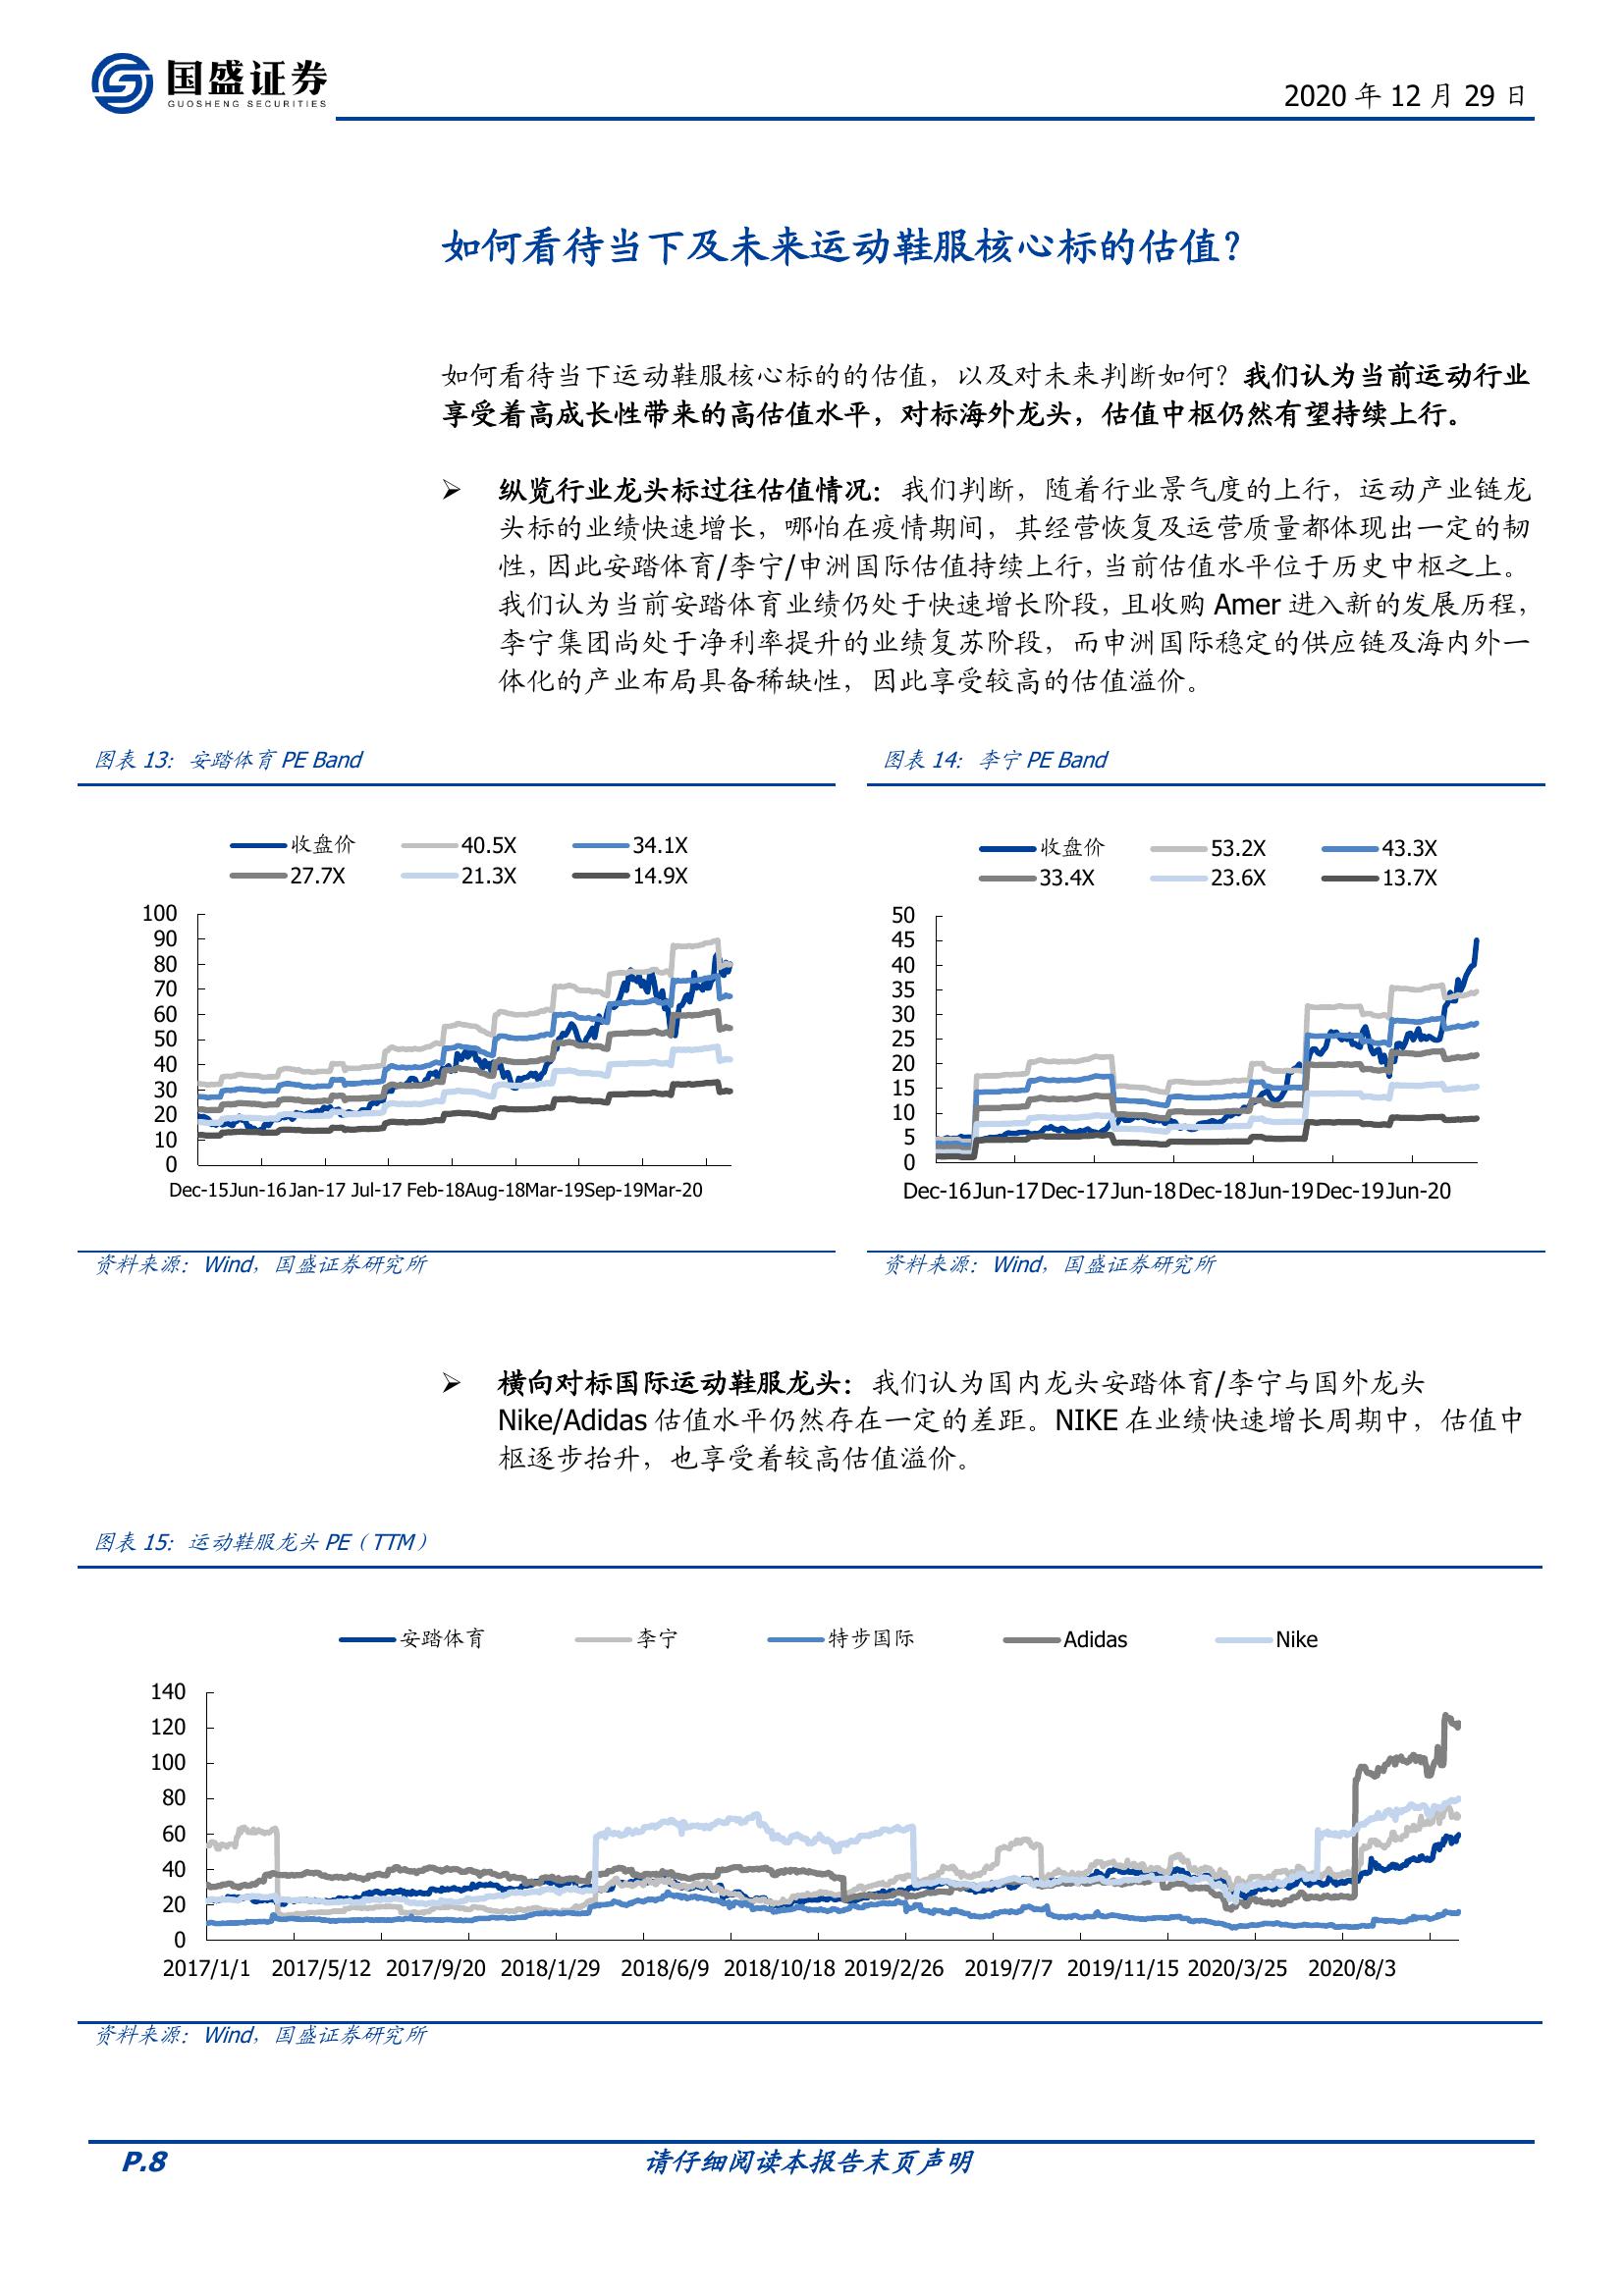 国盛证券
GUOSHENG SECURITIES
2020 年 12 月 29 日
如何看待当下及未来运动鞋服核心标的估值？
如何看待当下运动鞋服核心标的的估值，以及对未来判断如何？我们认为当前运动行业
享受着高成长性带来的高估值水平，对标海外龙头，估值中枢仍然有望持续上行。
➢ 纵览行业龙头标过往估值情况：我们判断，随着行业景气度的上行，运动产业链龙
头标的业绩快速增长，哪怕在疫情期间，其经营恢复及运营质量都体现出一定的韧
性，因此安踏体育/李宁/申洲国际估值持续上行，当前估值水平位于历史中枢之上。
我们认为当前安踏体育业绩仍处于快速增长阶段，且收购 Amer 进入新的发展历程，
李宁集团尚处于净利率提升的业绩复苏阶段，而申洲国际稳定的供应链及海内外一
体化的产业布局具备稀缺性，因此享受较高的估值溢价。
图表 13：安踏体育 PE Band
收盘价 40.5X 34.1X
27.7X 21.3X 14.9X
100
90
80
70
60
50
40
30
20
10
0
Dec-15 Jun-16 Jan-17 Jul-17 Feb-18 Aug-18 Mar-19 Sep-19 Mar-20
资料来源：Wind，国盛证券研究所
图表 14：李宁 PE Band
收盘价 53.2X 43.3X
33.4X 23.6X 13.7X
50
45
40
35
30
25
20
15
10
5
0
Dec-16 Jun-17 Dec-17 Jun-18 Dec-18 Jun-19 Dec-19 Jun-20
资料来源：Wind，国盛证券研究所
➢ 横向对标国际运动鞋服龙头：我们认为国内龙头安踏体育/李宁与国外龙头
Nike/Adidas 估值水平仍然存在一定的差距。NIKE 在业绩快速增长周期中，估值中
枢逐步抬升，也享受着较高估值溢价。
图表 15：运动鞋服龙头 PE（TTM）
安踏体育 李宁 特步国际 Adidas Nike
140
120
100
80
60
40
20
0
2017/1/1 2017/5/12 2017/9/20 2018/1/29 2018/6/9 2018/10/18 2019/2/26 2019/7/7 2019/11/15 2020/3/25 2020/8/3
资料来源：Wind，国盛证券研究所
P.8 请仔细阅读本报告末页声明